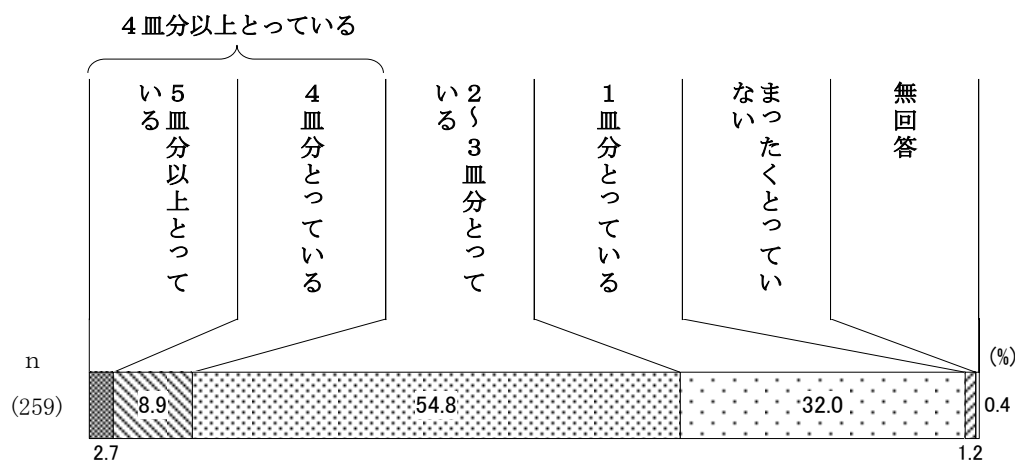 ４皿分以上とっている
５皿分以上とって
いる
４皿分とっている
２～３皿分とって
いる
１皿分とっている
まったくとってい
ない
無回答
(%)
n
(259)
8.9
54.8
32.0
0.4
2.7
1.2